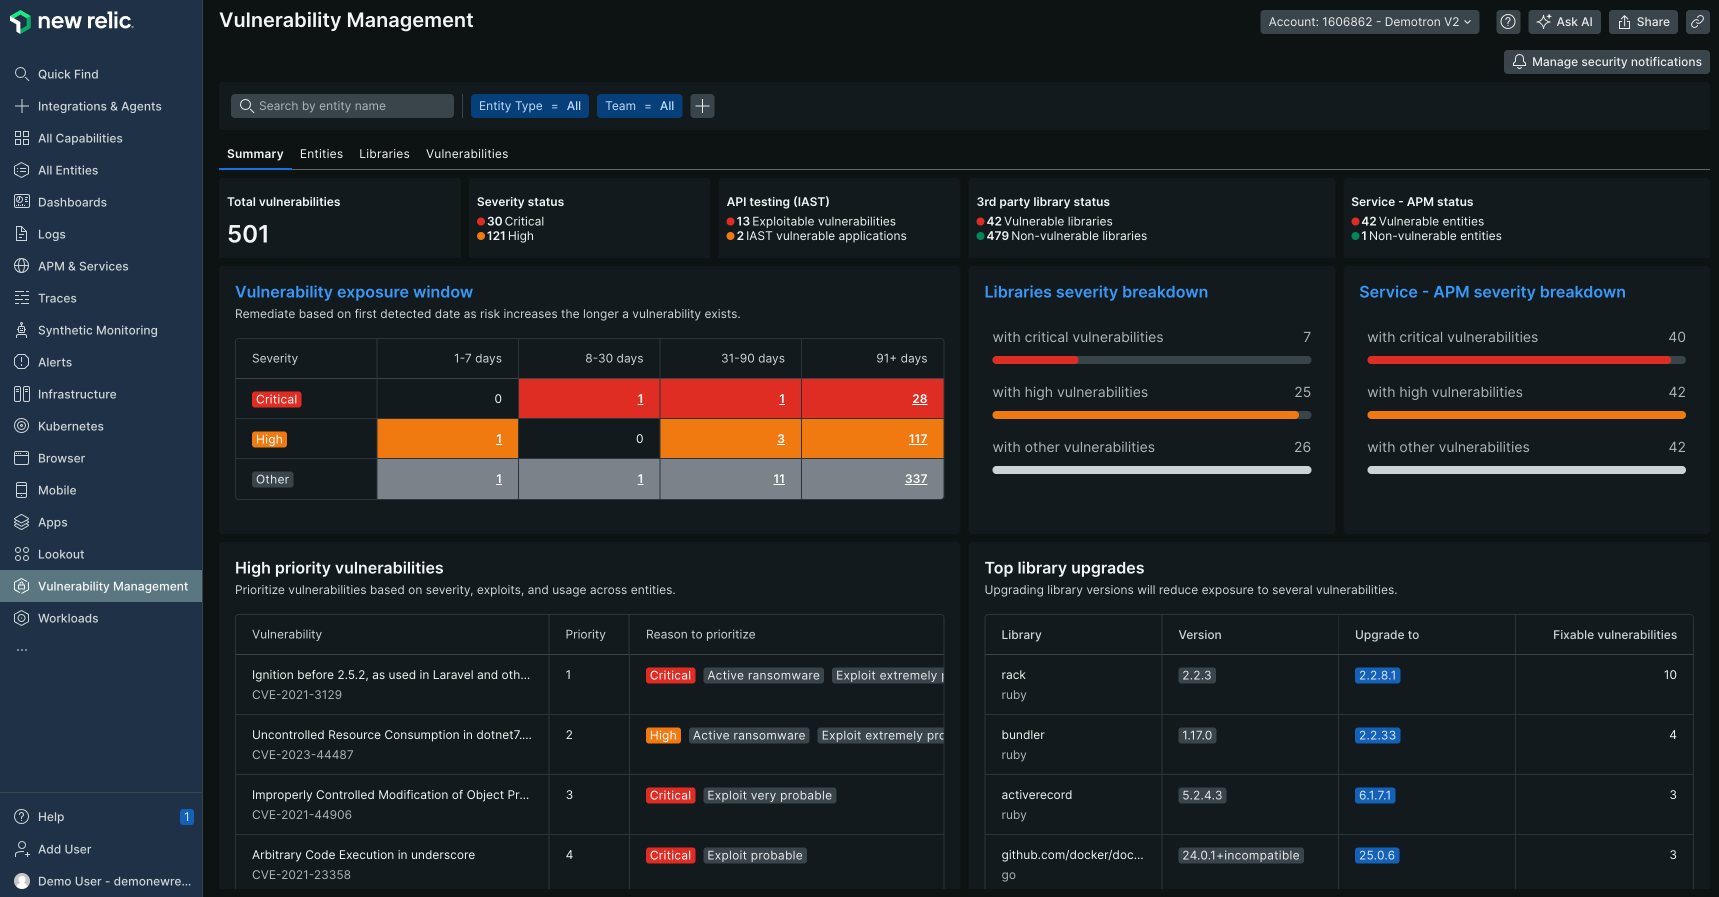 new relic.
Quick Find
Integrations & Agents
All Capabilities
All Entities
Dashboards
Logs
APM & Services
Traces
Synthetic Monitoring
Alerts
Infrastructure
Kubernetes
Browser
Mobile
Apps
Lookout
Vulnerability Management
Workloads
...
Help 1
Add User
Demo User - demonewre...
Vulnerability Management
Account: 1606862 - Demotron V2
Ask AI
Share
Manage security notifications
Search by entity name
Entity Type = All
Team = All
Summary Entities Libraries Vulnerabilities
Total vulnerabilities
501
Severity status
30 Critical
121 High
API testing (IAST)
13 Exploitable vulnerabilities
2 IAST vulnerable applications
3rd party library status
42 Vulnerable libraries
479 Non-vulnerable libraries
Service - APM status
42 Vulnerable entities
1 Non-vulnerable entities
Vulnerability exposure window
Remediate based on first detected date as risk increases the longer a vulnerability exists.
Severity 1-7 days 8-30 days 31-90 days 91+ days
Critical 0 1 1 28
High 1 0 3 117
Other 1 1 11 337
Libraries severity breakdown
with critical vulnerabilities 7
with high vulnerabilities 25
with other vulnerabilities 26
Service - APM severity breakdown
with critical vulnerabilities 40
with high vulnerabilities 42
with other vulnerabilities 42
High priority vulnerabilities
Prioritize vulnerabilities based on severity, exploits, and usage across entities.
Vulnerability Priority Reason to prioritize
Ignition before 2.5.2, as used in Laravel and oth... 1 Critical Active ransomware Exploit extremely p
CVE-2021-3129
Uncontrolled Resource Consumption in dotnet7.... 2 High Active ransomware Exploit extremely pro
CVE-2023-44487
Improperly Controlled Modification of Object Pr... 3 Critical Exploit very probable
CVE-2021-44906
Arbitrary Code Execution in underscore 4 Critical Exploit probable
CVE-2021-23358
Top library upgrades
Upgrading library versions will reduce exposure to several vulnerabilities.
Library Version Upgrade to Fixable vulnerabilities
rack 2.2.3 2.2.8.1 10
ruby
bundler 1.17.0 2.2.33 4
ruby
activerecord 5.2.4.3 6.1.7.1 3
ruby
github.com/docker/doc... 24.0.1+incompatible 25.0.6 3
go